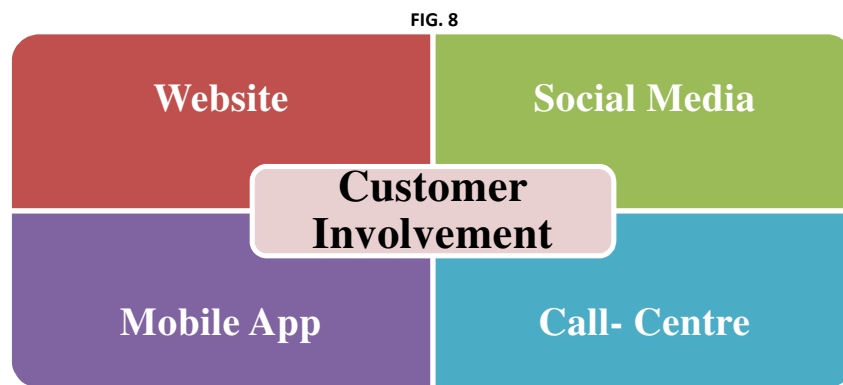 FIG. 8
Website
Social Media
Customer
Involvement
Mobile App
Call- Centre